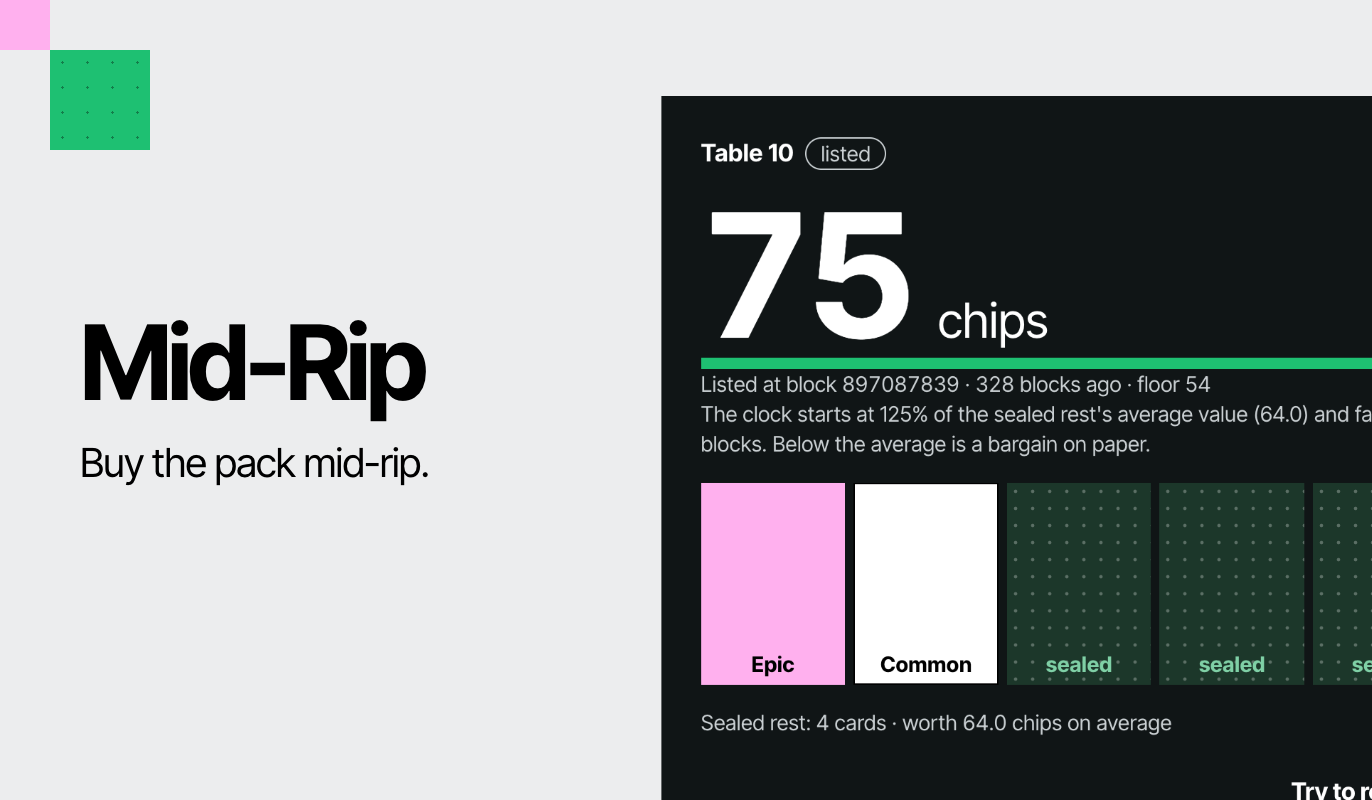 Mid-Rip
Buy the pack mid-rip.
Table 10 listed
75 chips
Listed at block 897087839 · 328 blocks ago · floor 54
The clock starts at 125% of the sealed rest's average value (64.0) and
blocks. Below the average is a bargain on paper.
Epic Common sealed sealed
Sealed rest: 4 cards · worth 64.0 chips on average
Try to